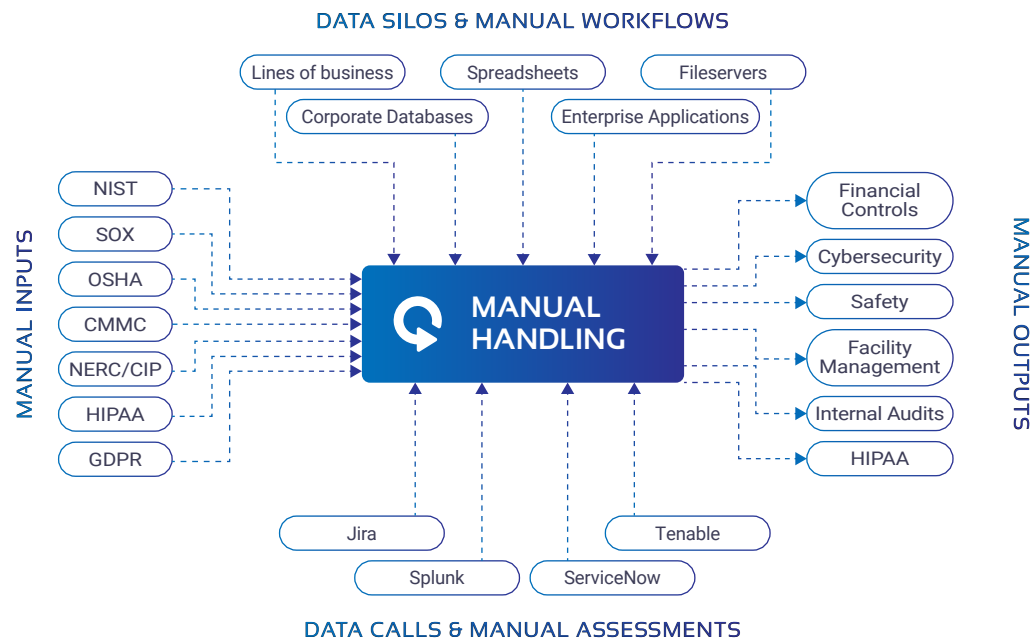 DATA SILOS & MANUAL WORKFLOWS
Lines of business
Spreadsheets
Fileservers
Corporate Databases
Enterprise Applications
MANUAL INPUTS
NIST
SOX
OSHA
CMMC
NERC/CIP
HIPAA
GDPR
MANUAL
HANDLING
Financial
Controls
Cybersecurity
Safety
Facility
Management
Internal Audits
HIPAA
MANUAL OUTPUTS
Jira
Tenable
Splunk
ServiceNow
DATA CALLS & MANUAL ASSESSMENTS